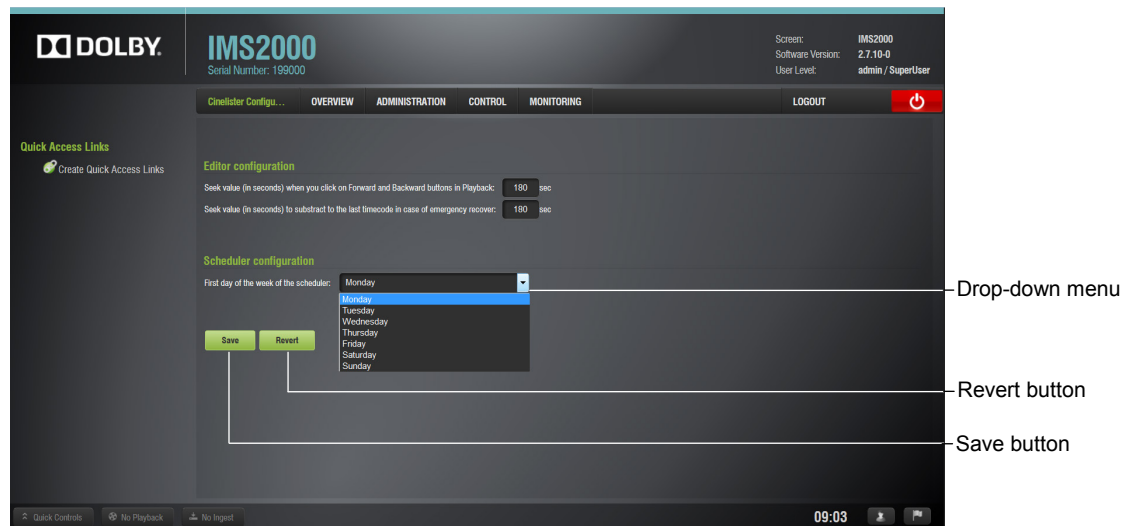 DOLBY.
IMS2000
Serial Number: 199000
Screen: IMS2000
Software Version: 2.7.10-0
User Level: admin / SuperUser
Cinelister Configu... OVERVIEW ADMINISTRATION CONTROL MONITORING LOGOUT
Quick Access Links
Create Quick Access Links
Editor configuration
Seek value (in seconds) when you click on Forward and Backward buttons in Playback: 180 sec
Seek value (in seconds) to substract to the last timecode in case of emergency recover: 180 sec
Scheduler configuration
First day of the week of the scheduler: Monday
Monday
Tuesday
Wednesday
Thursday
Friday
Saturday
Sunday
Save Revert
Drop-down menu
Revert button
Save button
Quick Controls No Playback No Ingest 09:03